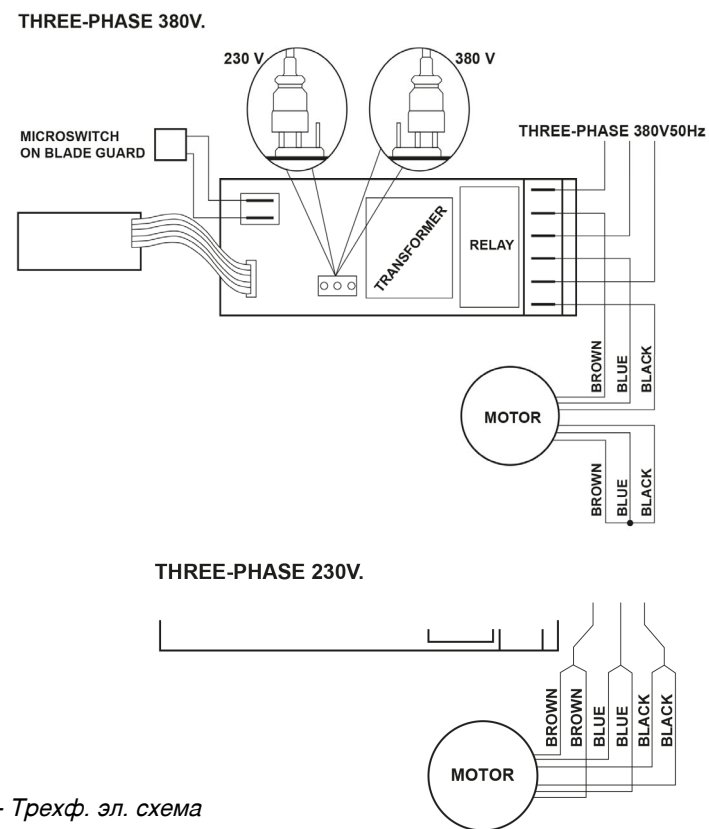 THREE-PHASE 380V.
230 V
380 V
MICROSWITCH
ON BLADE GUARD
THREE-PHASE 380V50Hz
TRANSFORMER
RELAY
BROWN
BLUE
BLACK
MOTOR
BROWN
BLUE
BLACK
THREE-PHASE 230V.
BROWN
BROWN
BLUE
BLUE
BLACK
BLACK
MOTOR
- Трехф. эл. схема